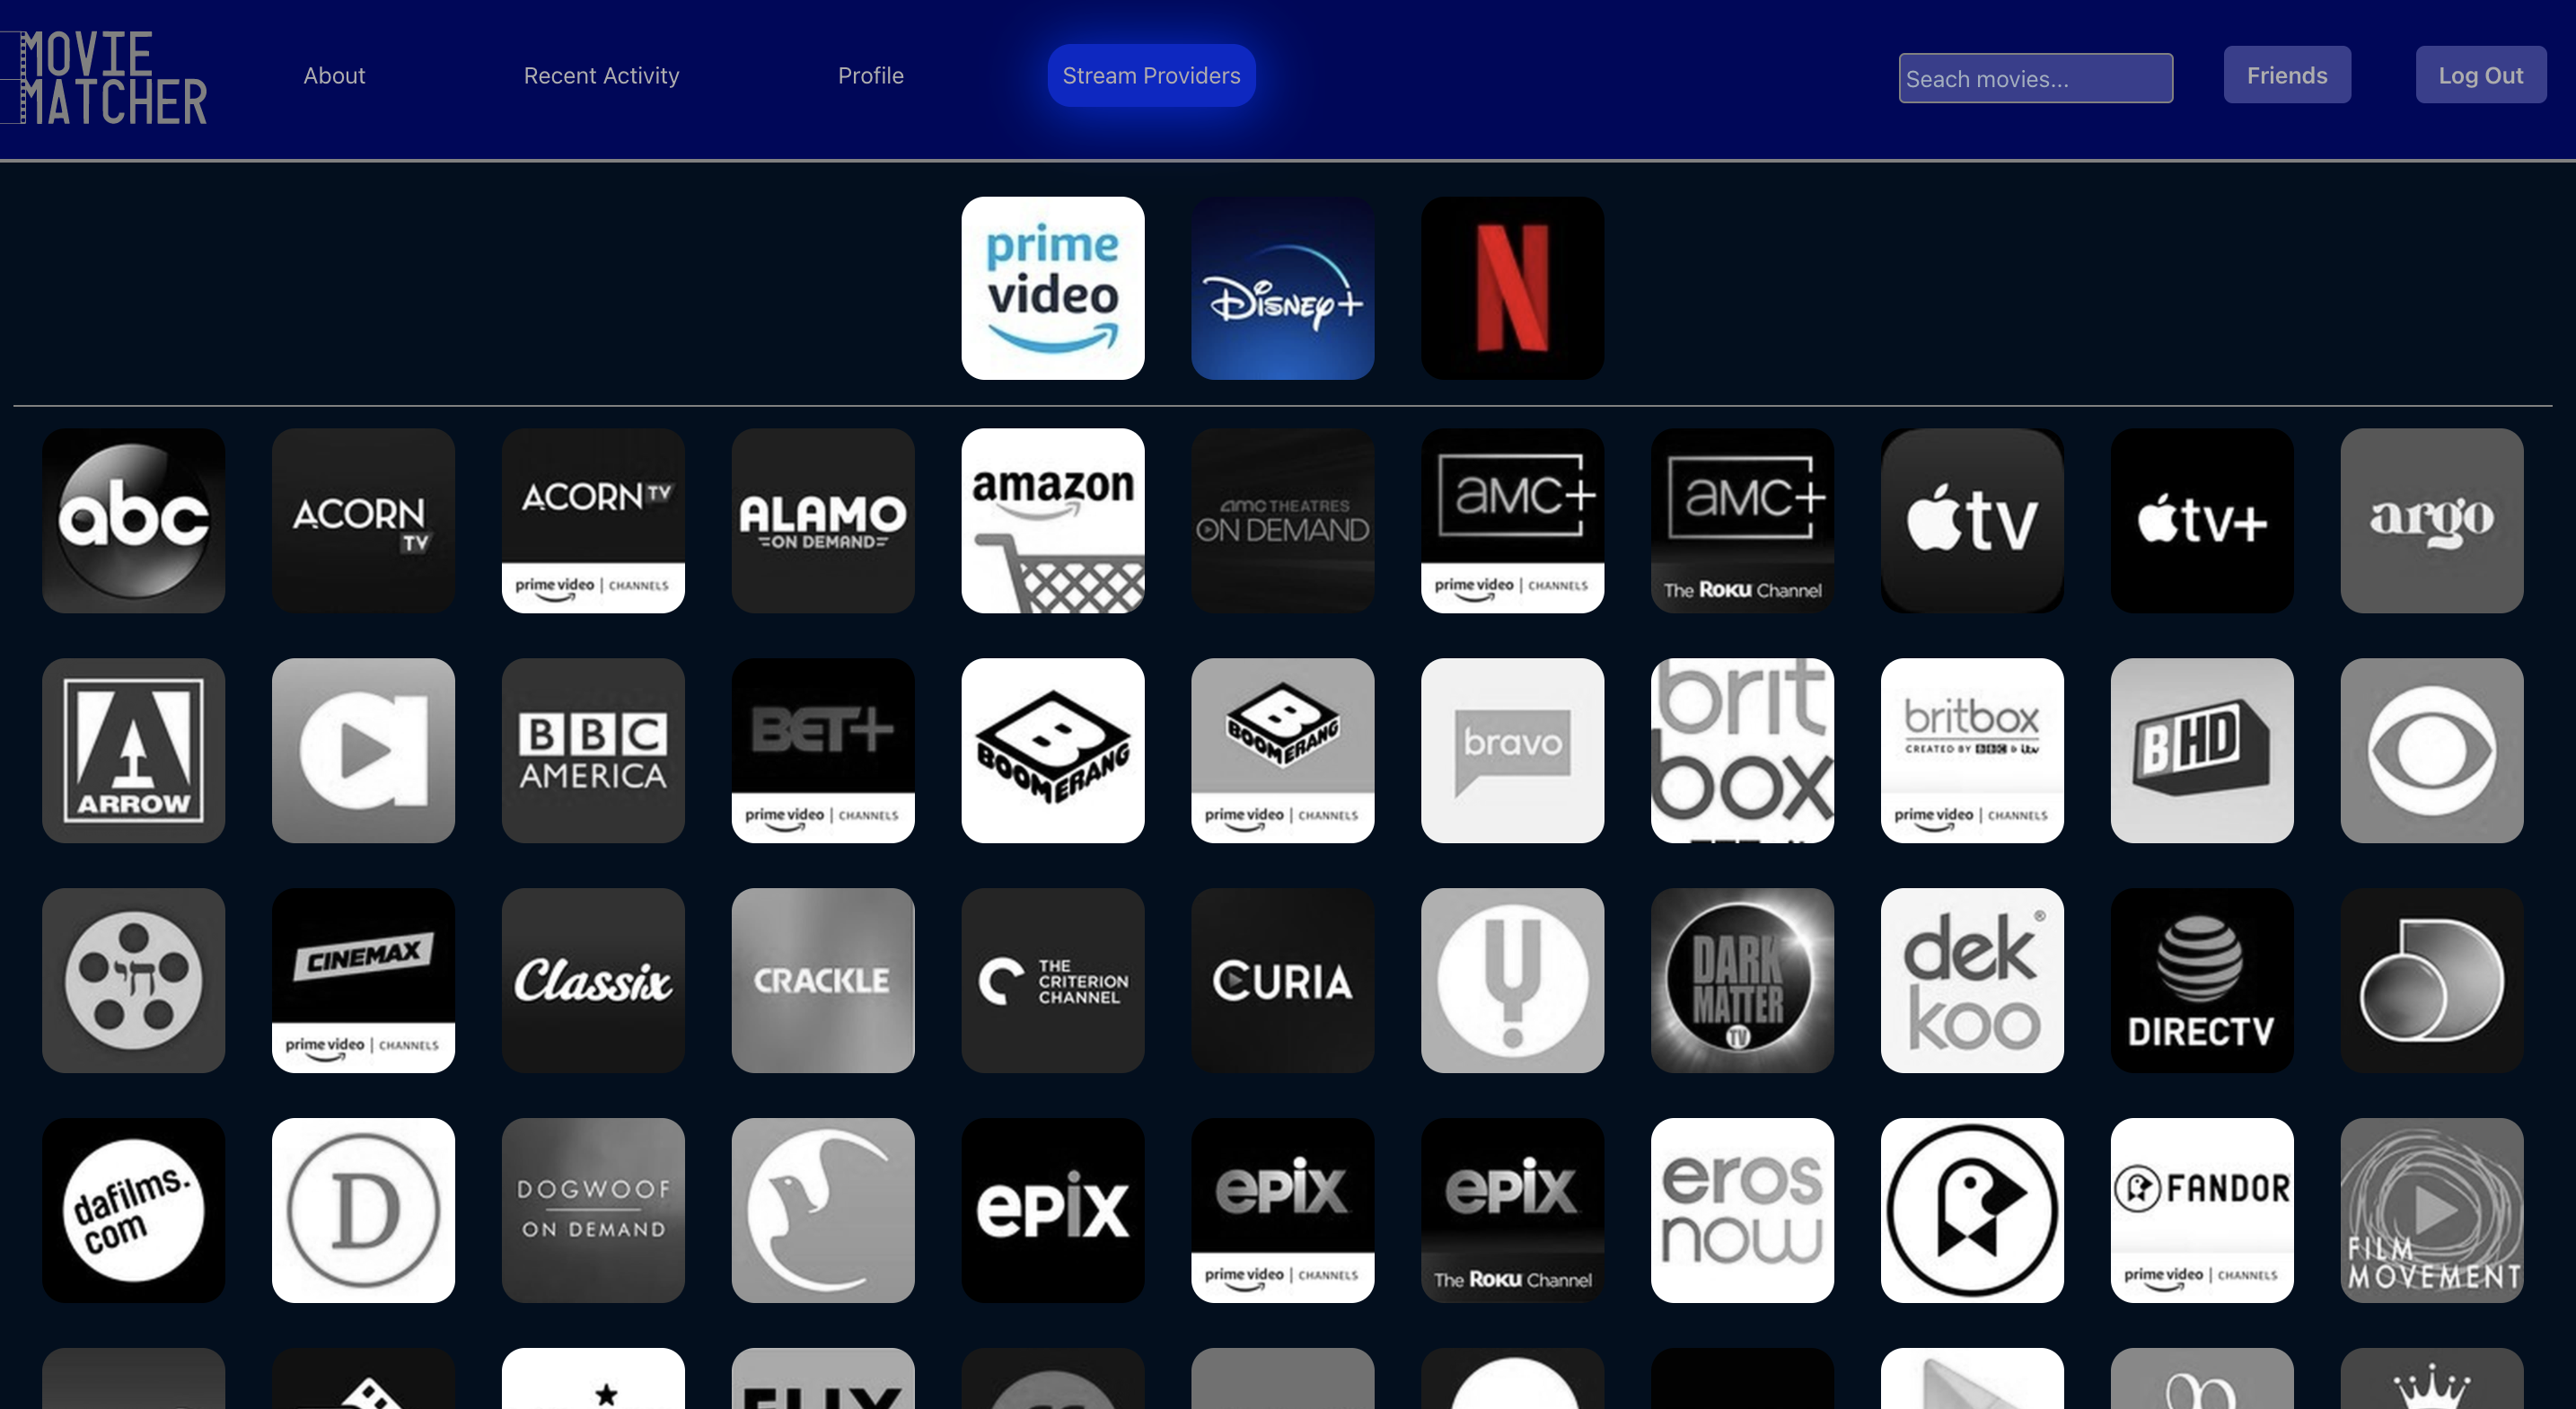 MOVIE
MATCHER
About
Recent Activity
Profile
Stream Providers
Seach movies...
Friends
Log Out
prime
video
Disney+
N
abc
ACORN
TV
ACORN TV
prime video | CHANNELS
ALAMO
ON DEMAND
amazon
amc THEATRES
ON DEMAND
aMC+
prime video | CHANNELS
aMC+
The Roku Channel
tv
tv+
argo
ARROW
a
BBC
AMERICA
BET+
prime video | CHANNELS
B
BOOMERANG
B
BOOMERANG
prime video | CHANNELS
bravo
brit
box
britbox
CREATED BY BBC & itv
prime video | CHANNELS
BHD
חי
CINEMAX
prime video | CHANNELS
Classix
CRACKLE
THE
CRITERION
CHANNEL
CURIA
DARK
MATTER
TV
dek®
koo
DIRECTV
dafilms.
com
D
DOGWOOF
ON DEMAND
epix
epix
prime video | CHANNELS
epix
The Roku Channel
eros
now
FANDOR
prime video | CHANNELS
FILM
MOVEMENT